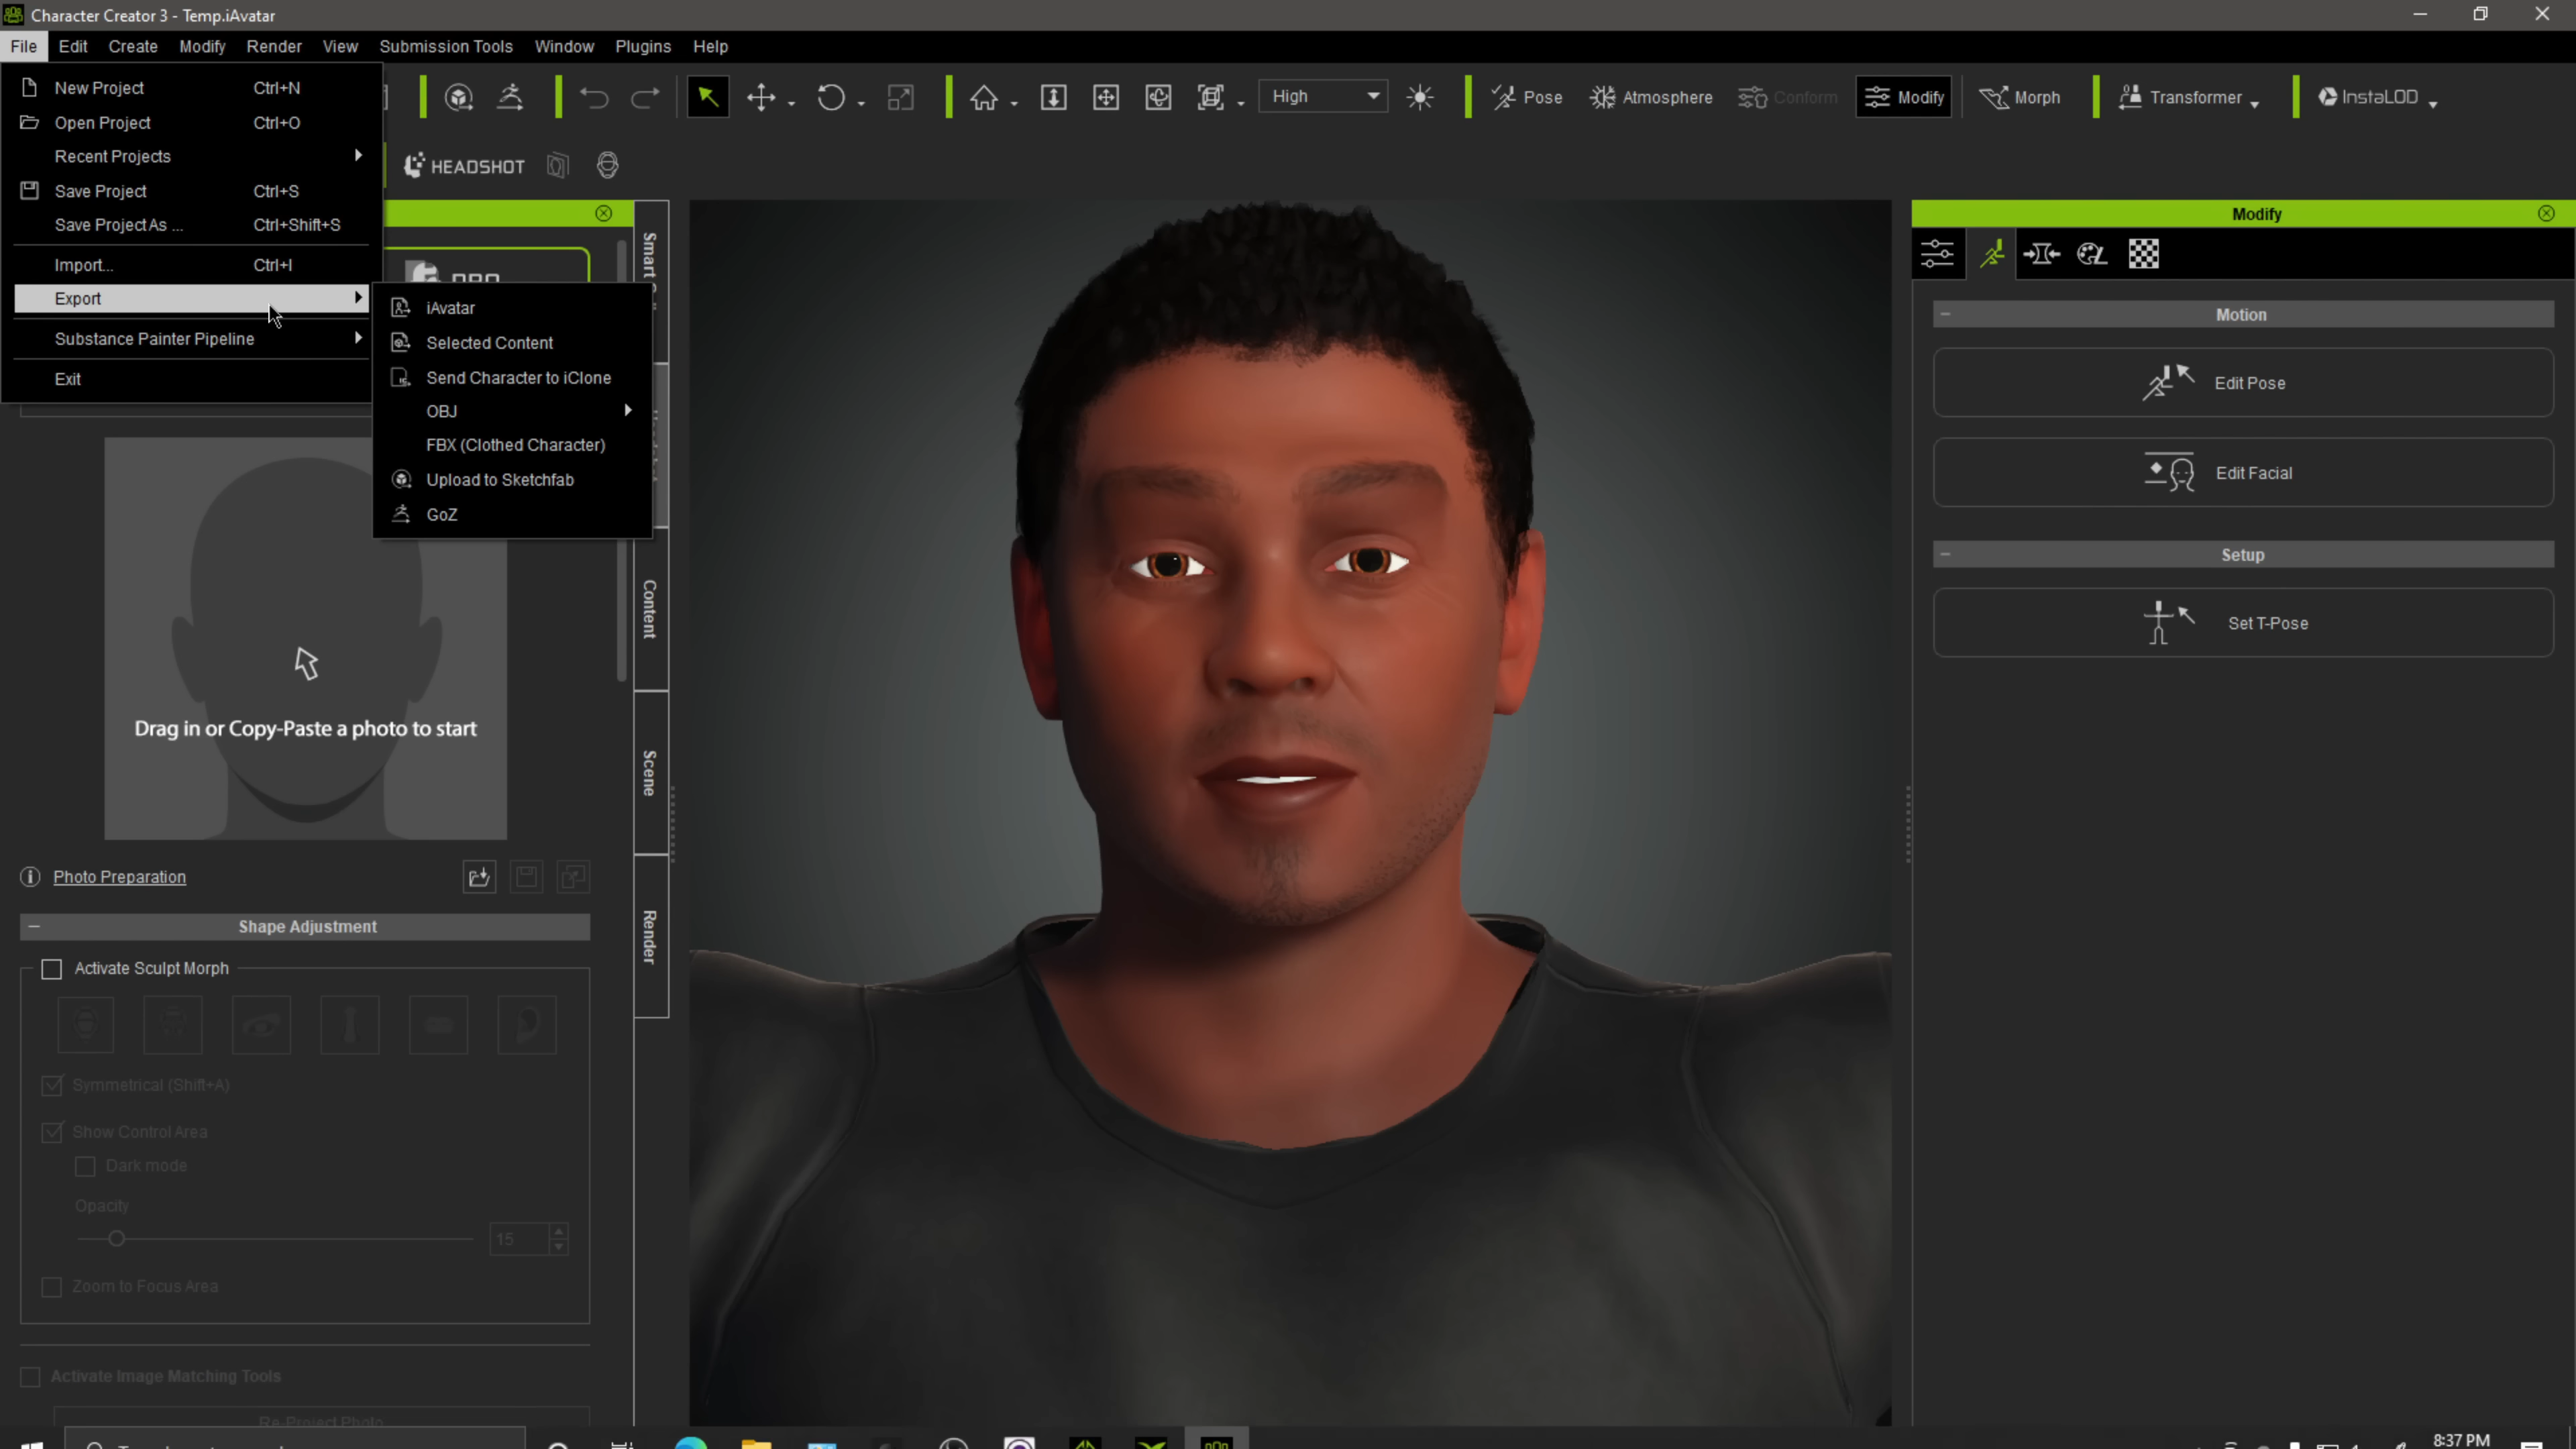 Character Creator 3 - Temp.iAvatar
File Edit Create Modify Render View Submission Tools Window Plugins Help
New Project Ctrl+N
Open Project Ctrl+O
Recent Projects
Save Project Ctrl+S
Save Project As ... Ctrl+Shift+S
Import... Ctrl+I
Export
Substance Painter Pipeline
Exit
iAvatar
Selected Content
Send Character to iClone
OBJ
FBX (Clothed Character)
Upload to Sketchfab
GoZ
High
Pose Atmosphere Conform Modify Morph Transformer InstaLOD
HEADSHOT
Smart
Content
Scene
Render
Drag in or Copy-Paste a photo to start
Photo Preparation
Shape Adjustment
Activate Sculpt Morph
Symmetrical (Shift+A)
Show Control Area
Dark mode
Opacity
15
Zoom to Focus Area
Activate Image Matching Tools
Re-Project Photo
Modify
Motion
Edit Pose
Edit Facial
Setup
Set T-Pose
8:37 PM